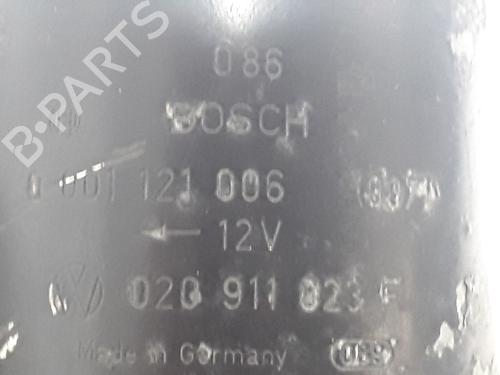 086
B-PARTS
BOSCH
0 001 121 006
12V
020 911 023 F
Made in Germany